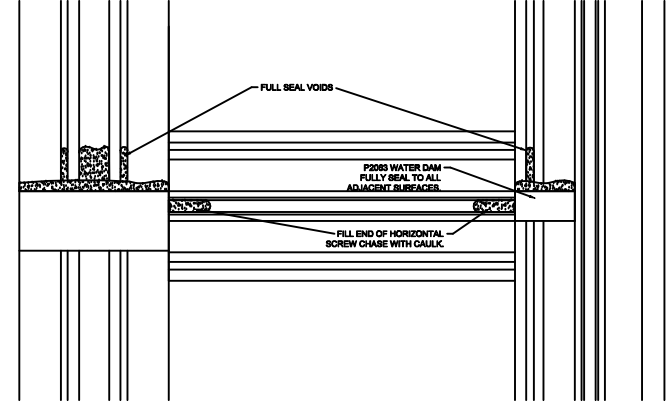 FULL SEAL VOIDS
P2083 WATER DAM
FULLY SEAL TO ALL
ADJACENT SURFACES.
FILL END OF HORIZONTAL
SCREW CHASE WITH CAULK.